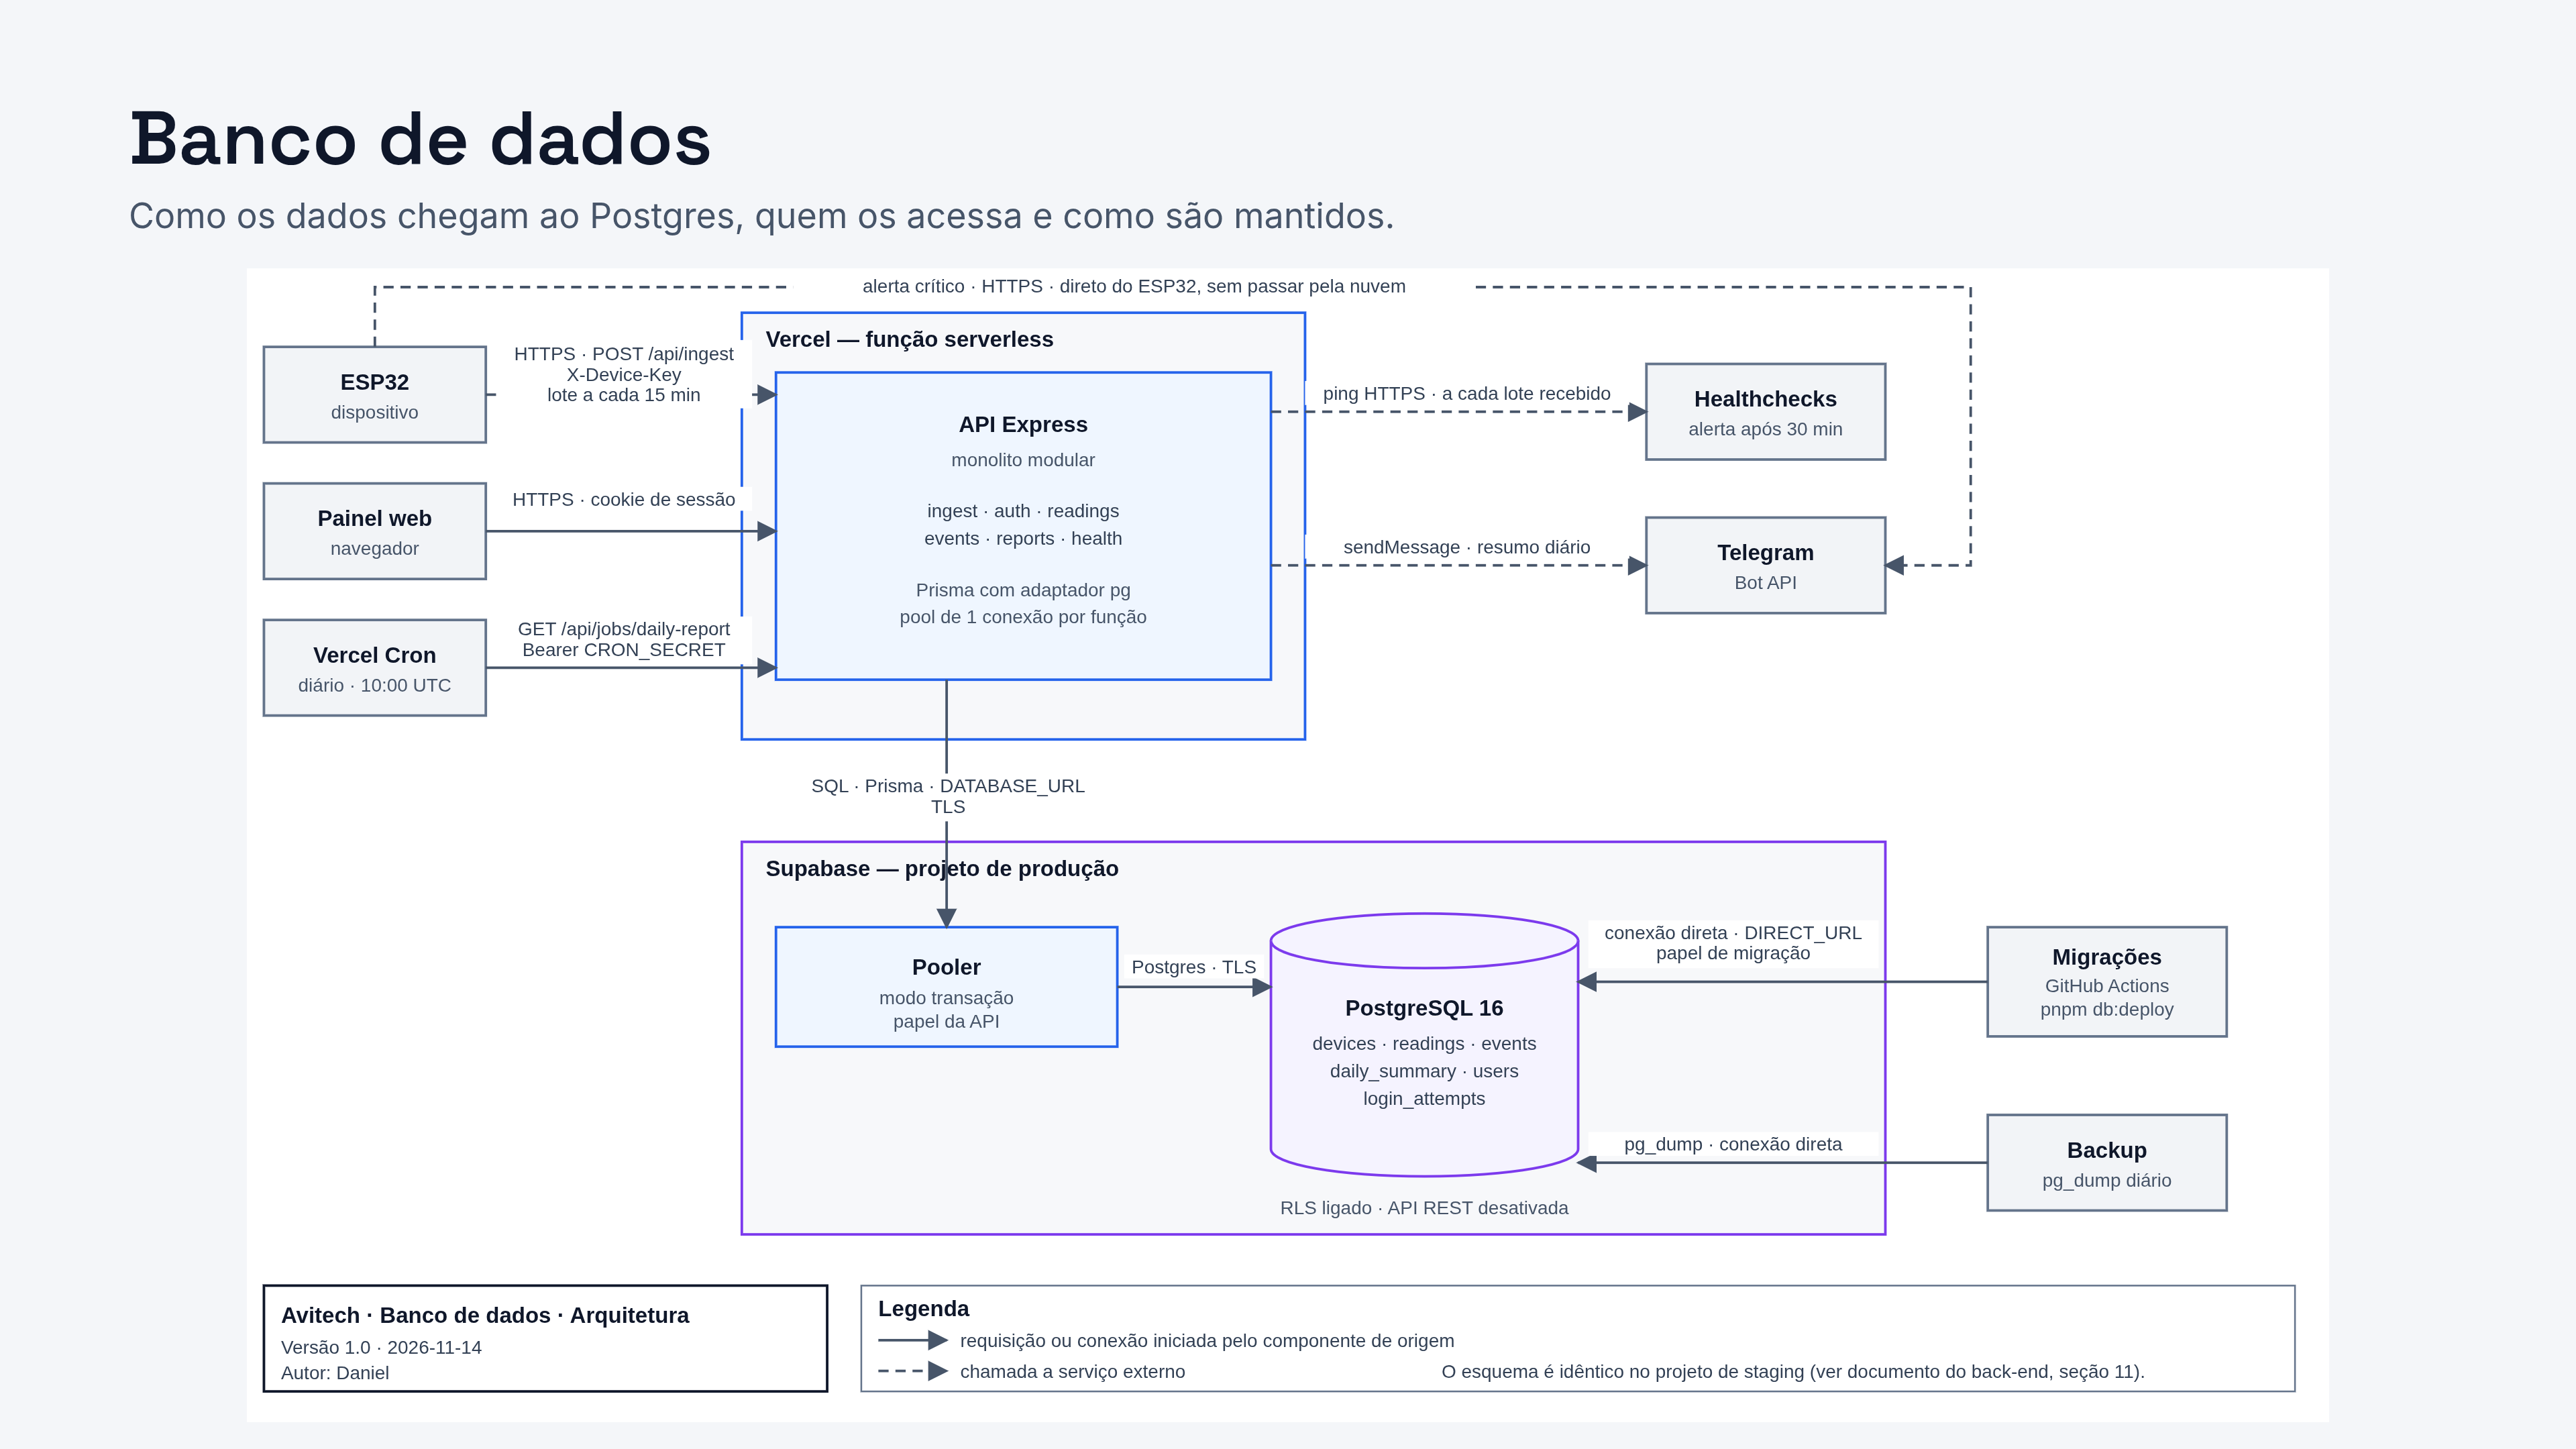 Banco de dados
Como os dados chegam ao Postgres, quem os acessa e como são mantidos.
alerta crítico · HTTPS · direto do ESP32, sem passar pela nuvem
ESP32
dispositivo
HTTPS · POST /api/ingest
X-Device-Key
lote a cada 15 min
Painel web
navegador
HTTPS · cookie de sessão
Vercel Cron
diário · 10:00 UTC
GET /api/jobs/daily-report
Bearer CRON_SECRET
Vercel — função serverless
API Express
monolito modular
ingest · auth · readings
events · reports · health
Prisma com adaptador pg
pool de 1 conexão por função
ping HTTPS · a cada lote recebido
Healthchecks
alerta após 30 min
sendMessage · resumo diário
Telegram
Bot API
SQL · Prisma · DATABASE_URL
TLS
Supabase — projeto de produção
Pooler
modo transação
papel da API
Postgres · TLS
PostgreSQL 16
devices · readings · events
daily_summary · users
login_attempts
RLS ligado · API REST desativada
conexão direta · DIRECT_URL
papel de migração
Migrações
GitHub Actions
pnpm db:deploy
pg_dump · conexão direta
Backup
pg_dump diário
Avitech · Banco de dados · Arquitetura
Versão 1.0 · 2026-11-14
Autor: Daniel
Legenda
requisição ou conexão iniciada pelo componente de origem
chamada a serviço externo
O esquema é idêntico no projeto de staging (ver documento do back-end, seção 11).